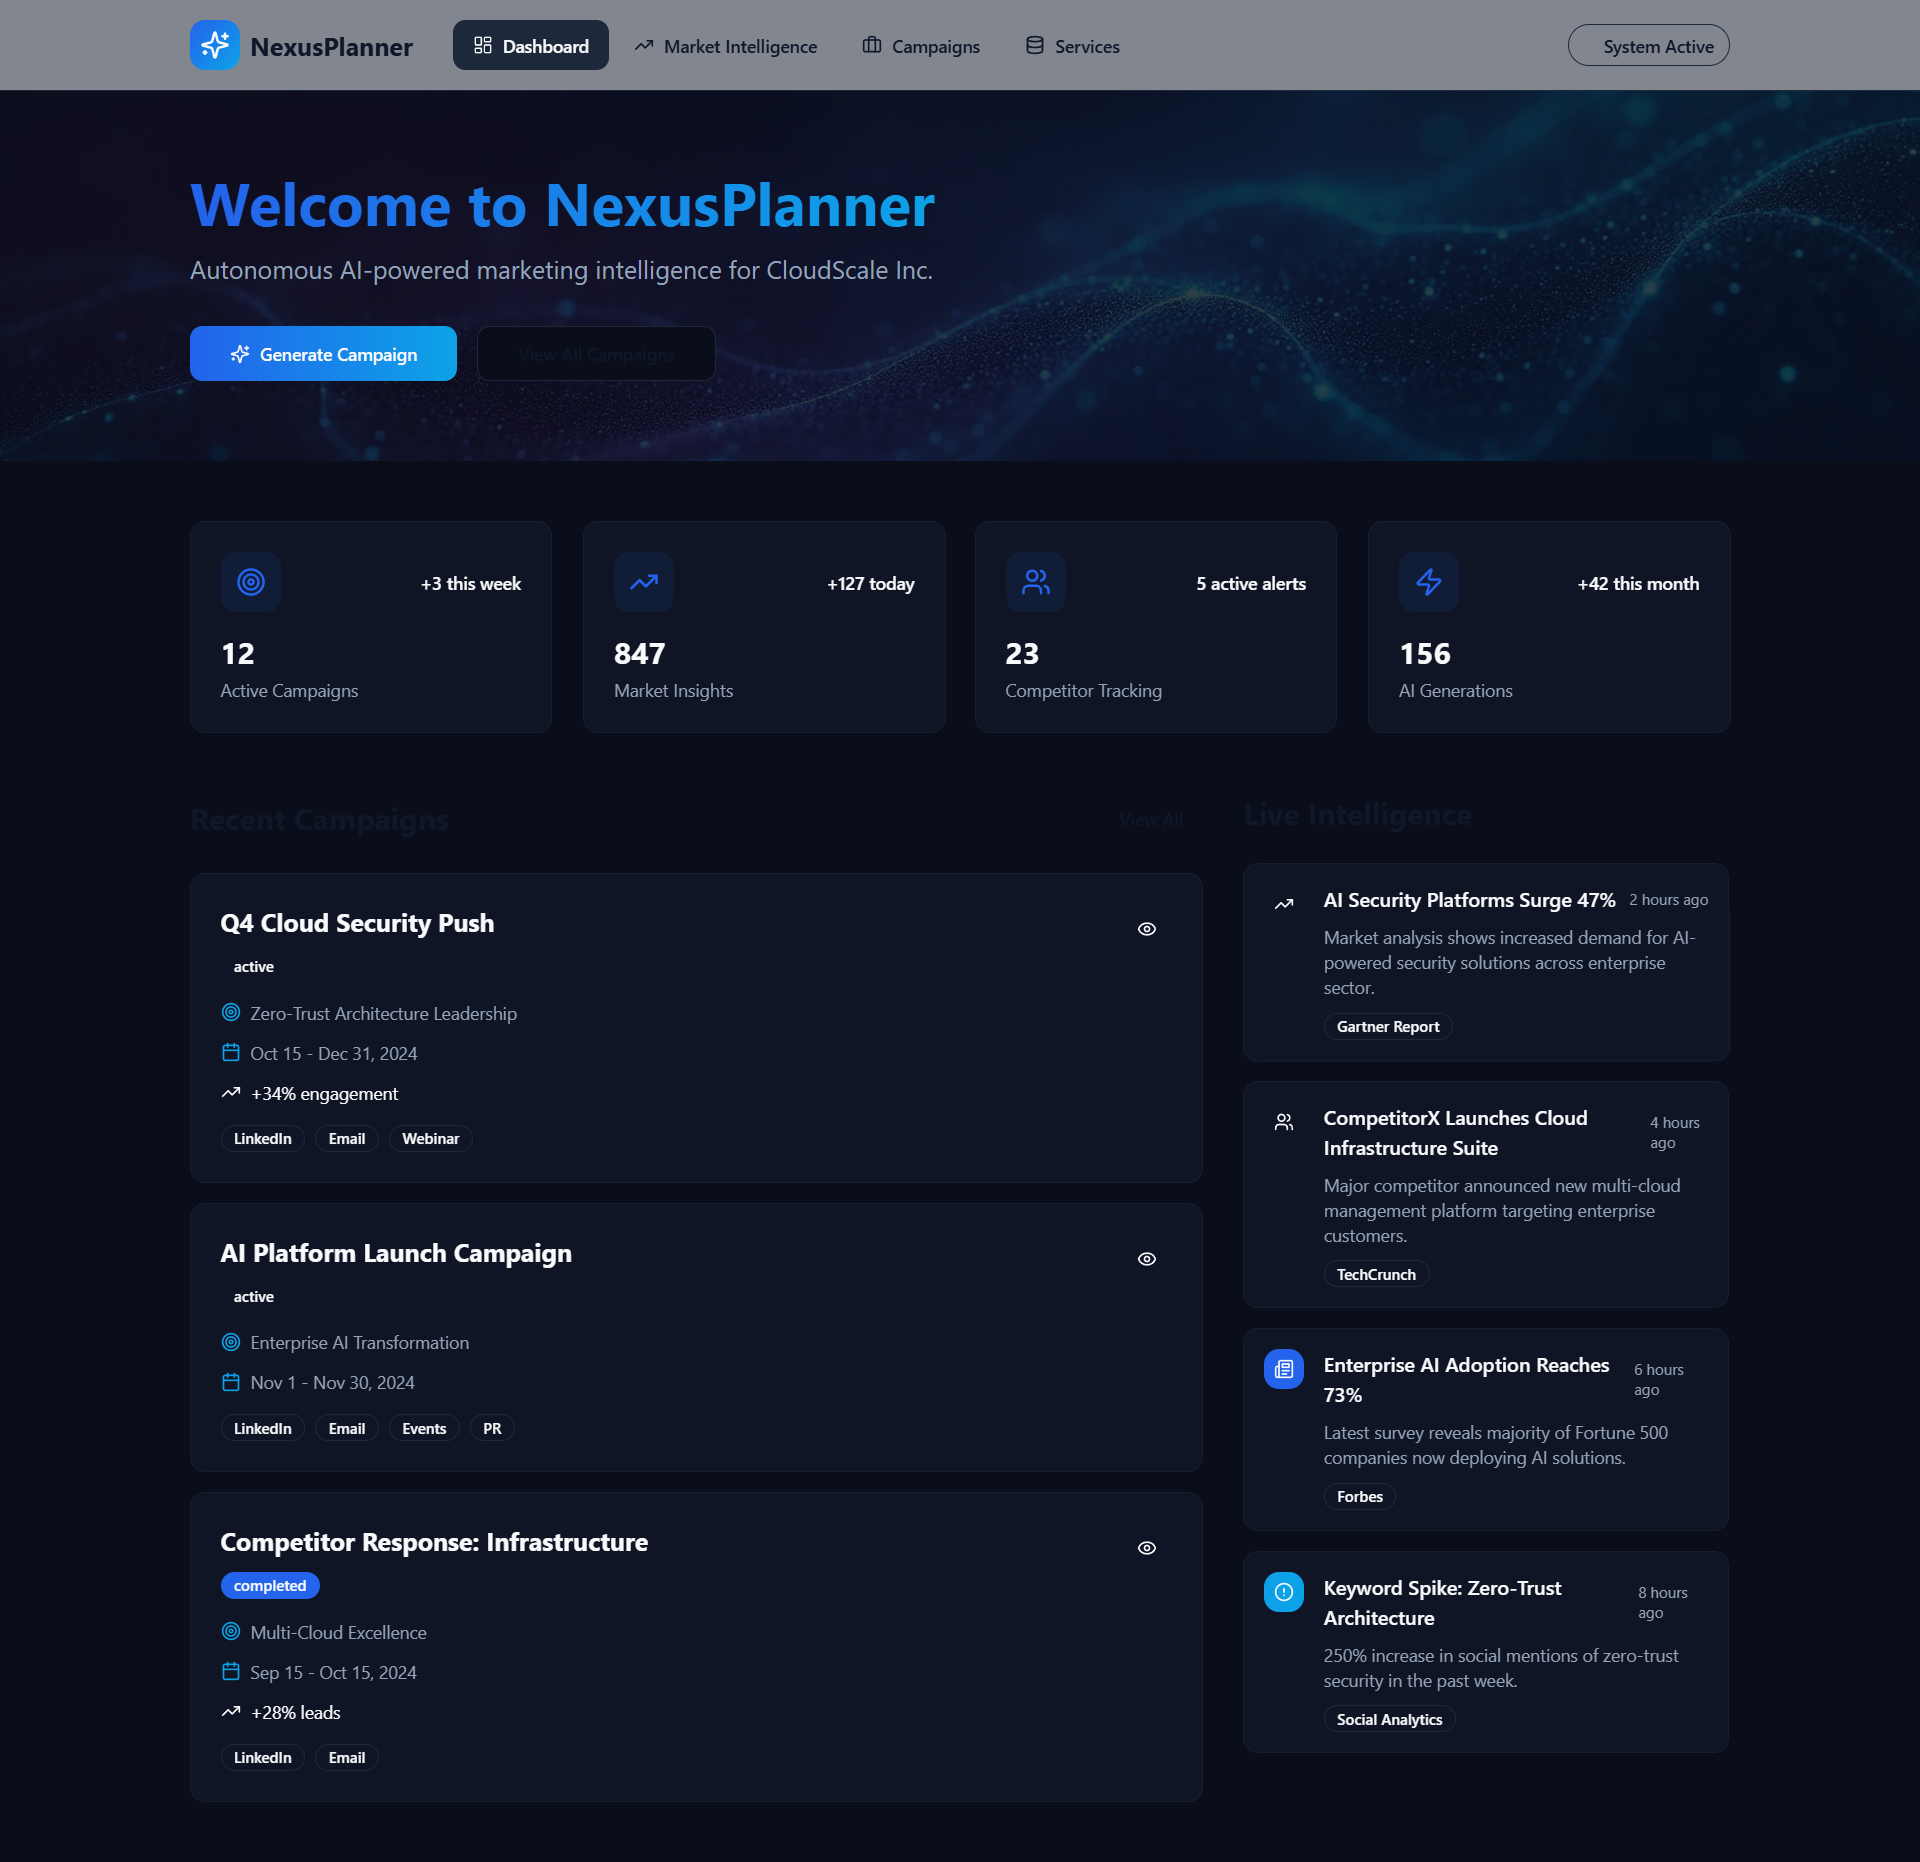 NexusPlanner
Dashboard
Market Intelligence
Campaigns
Services
System Active
Welcome to NexusPlanner
Autonomous AI-powered marketing intelligence for CloudScale Inc.
Generate Campaign
View All Campaigns
+3 this week
12
Active Campaigns
+127 today
847
Market Insights
5 active alerts
23
Competitor Tracking
+42 this month
156
AI Generations
Recent Campaigns
View All
Q4 Cloud Security Push
active
Zero-Trust Architecture Leadership
Oct 15 - Dec 31, 2024
+34% engagement
LinkedIn
Email
Webinar
AI Platform Launch Campaign
active
Enterprise AI Transformation
Nov 1 - Nov 30, 2024
LinkedIn
Email
Events
PR
Competitor Response: Infrastructure
completed
Multi-Cloud Excellence
Sep 15 - Oct 15, 2024
+28% leads
LinkedIn
Email
Live Intelligence
AI Security Platforms Surge 47%
2 hours ago
Market analysis shows increased demand for AI-
powered security solutions across enterprise
sector.
Gartner Report
CompetitorX Launches Cloud
Infrastructure Suite
4 hours
ago
Major competitor announced new multi-cloud
management platform targeting enterprise
customers.
TechCrunch
Enterprise AI Adoption Reaches
73%
6 hours
ago
Latest survey reveals majority of Fortune 500
companies now deploying AI solutions.
Forbes
Keyword Spike: Zero-Trust
Architecture
8 hours
ago
250% increase in social mentions of zero-trust
security in the past week.
Social Analytics